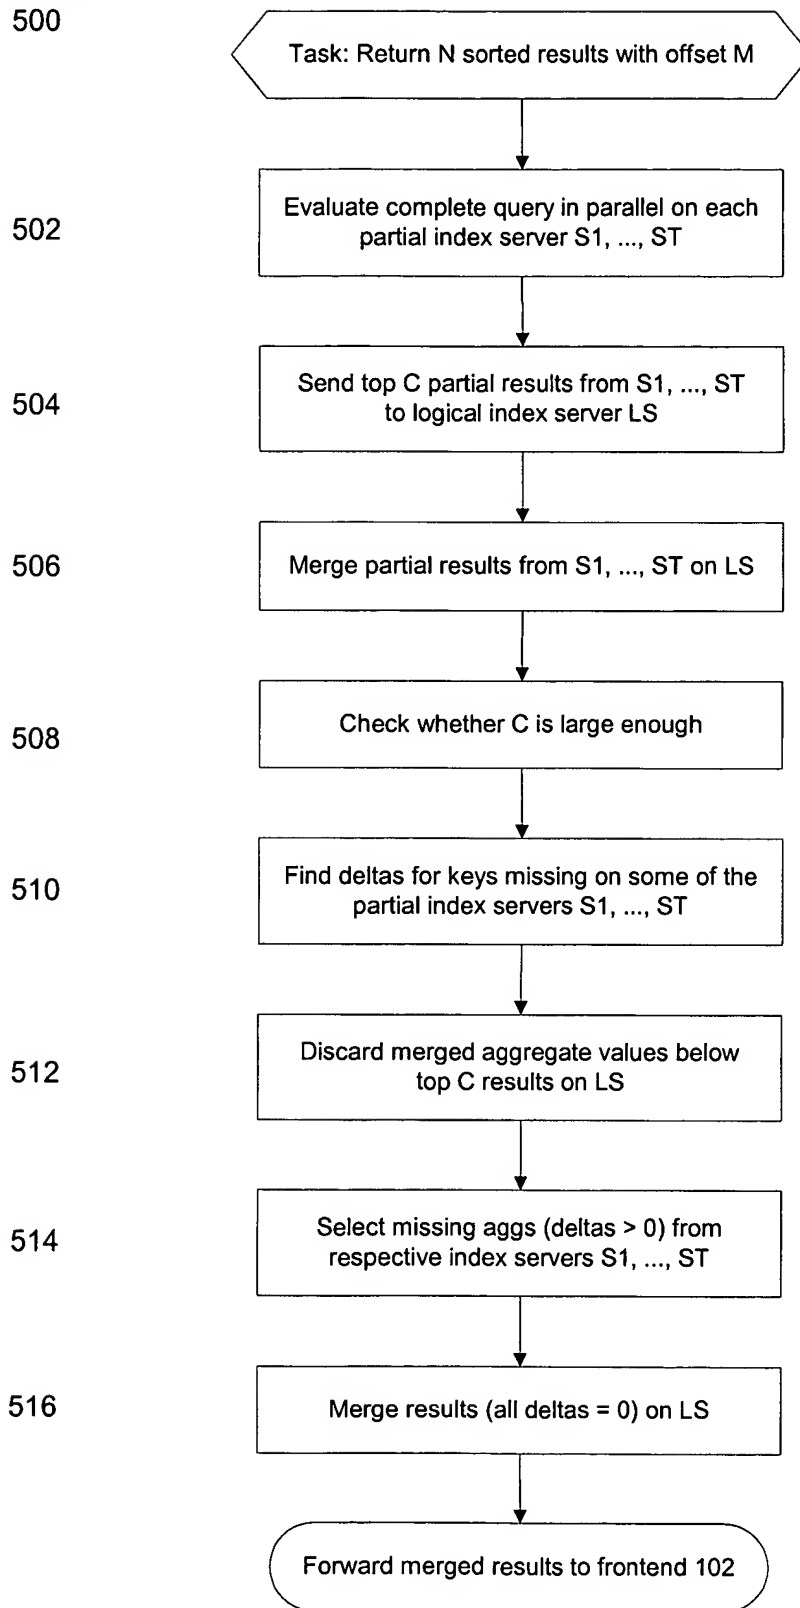 500
Task: Return N sorted results with offset M
502
Evaluate complete query in parallel on each
partial index server S1, ..., ST
504
Send top C partial results from S1, ..., ST
to logical index server LS
506
Merge partial results from S1, ..., ST on LS
508
Check whether C is large enough
510
Find deltas for keys missing on some of the
partial index servers S1, ..., ST
512
Discard merged aggregate values below
top C results on LS
514
Select missing aggs (deltas > 0) from
respective index servers S1, ..., ST
516
Merge results (all deltas = 0) on LS
Forward merged results to frontend 102